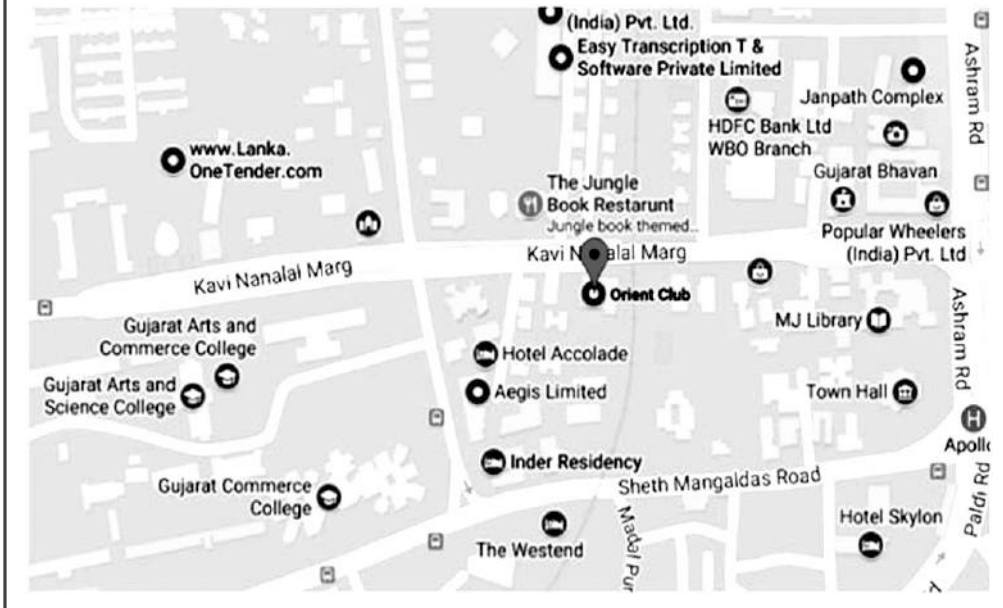 (India) Pvt. Ltd.
Easy Transcription T &
Software Private Limited
Ashram Rd
Janpath Complex
HDFC Bank Ltd
WBO Branch
www.Lanka.
OneTender.com
Gujarat Bhavan
The Jungle
Book Restarunt
Jungle book themed...
Popular Wheelers
(India) Pvt. Ltd
Kavi Nanalal Marg
Kavi N alal Marg
Orient Club
Ashram Rd
MJ Library
Gujarat Arts and
Commerce College
Hotel Accolade
Gujarat Arts and
Science College
Aegis Limited
Town Hall
H
Apollo
Inder Residency
Sheth Mangaldas Road
Gujarat Commerce
College
Madal Pur
Hotel Skylon
The Westend